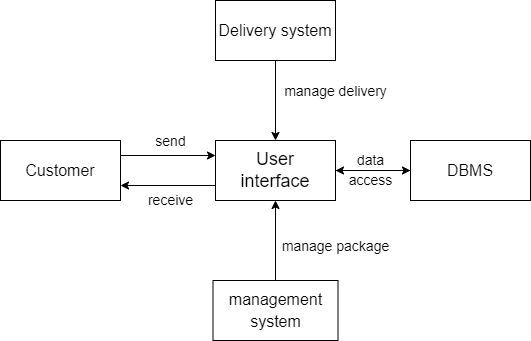 Delivery system
manage delivery
send
Customer
receive
User
interface
data
access
DBMS
manage package
management
system